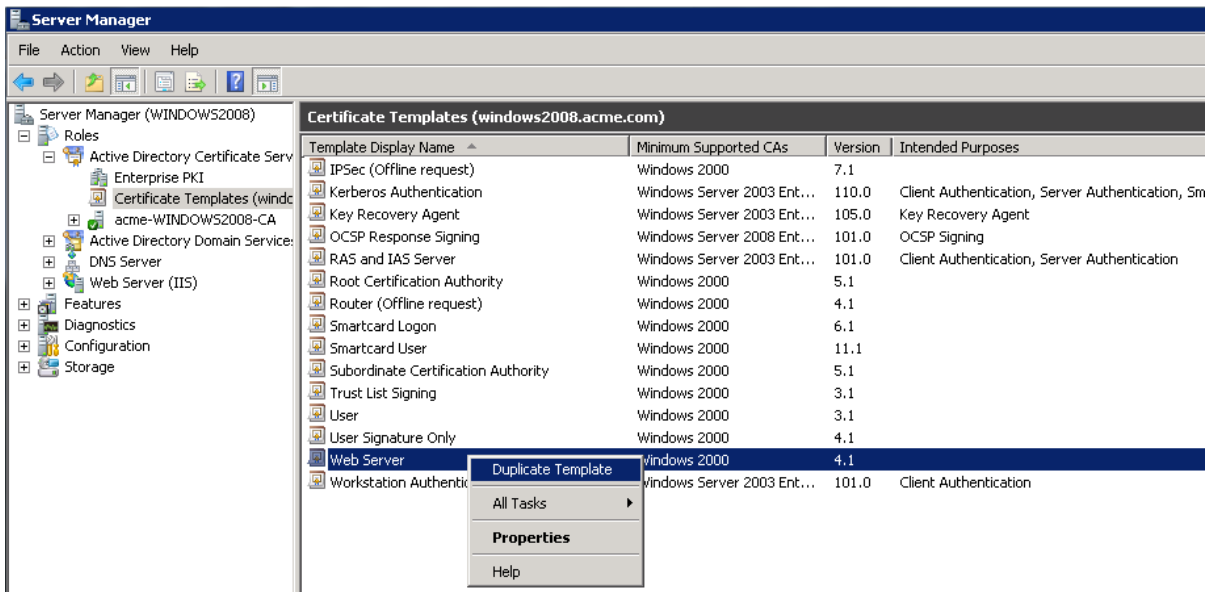 Server Manager
File Action View Help
Server Manager (WINDOWS2008)
Roles
Active Directory Certificate Serv
Enterprise PKI
Certificate Templates (windc
acme-WINDOWS2008-CA
Active Directory Domain Service:
DNS Server
Web Server (IIS)
Features
Diagnostics
Configuration
Storage
Certificate Templates (windows2008.acme.com)
Template Display Name Minimum Supported CAs Version Intended Purposes
IPSec (Offline request) Windows 2000 7.1
Kerberos Authentication Windows Server 2003 Ent... 110.0 Client Authentication, Server Authentication, Sm
Key Recovery Agent Windows Server 2003 Ent... 105.0 Key Recovery Agent
OCSP Response Signing Windows Server 2008 Ent... 101.0 OCSP Signing
RAS and IAS Server Windows Server 2003 Ent... 101.0 Client Authentication, Server Authentication
Root Certification Authority Windows 2000 5.1
Router (Offline request) Windows 2000 4.1
Smartcard Logon Windows 2000 6.1
Smartcard User Windows 2000 11.1
Subordinate Certification Authority Windows 2000 5.1
Trust List Signing Windows 2000 3.1
User Windows 2000 3.1
User Signature Only Windows 2000 4.1
Web Server Windows 2000 4.1
Workstation Authentic Windows Server 2003 Ent... 101.0 Client Authentication
Duplicate Template
All Tasks
Properties
Help